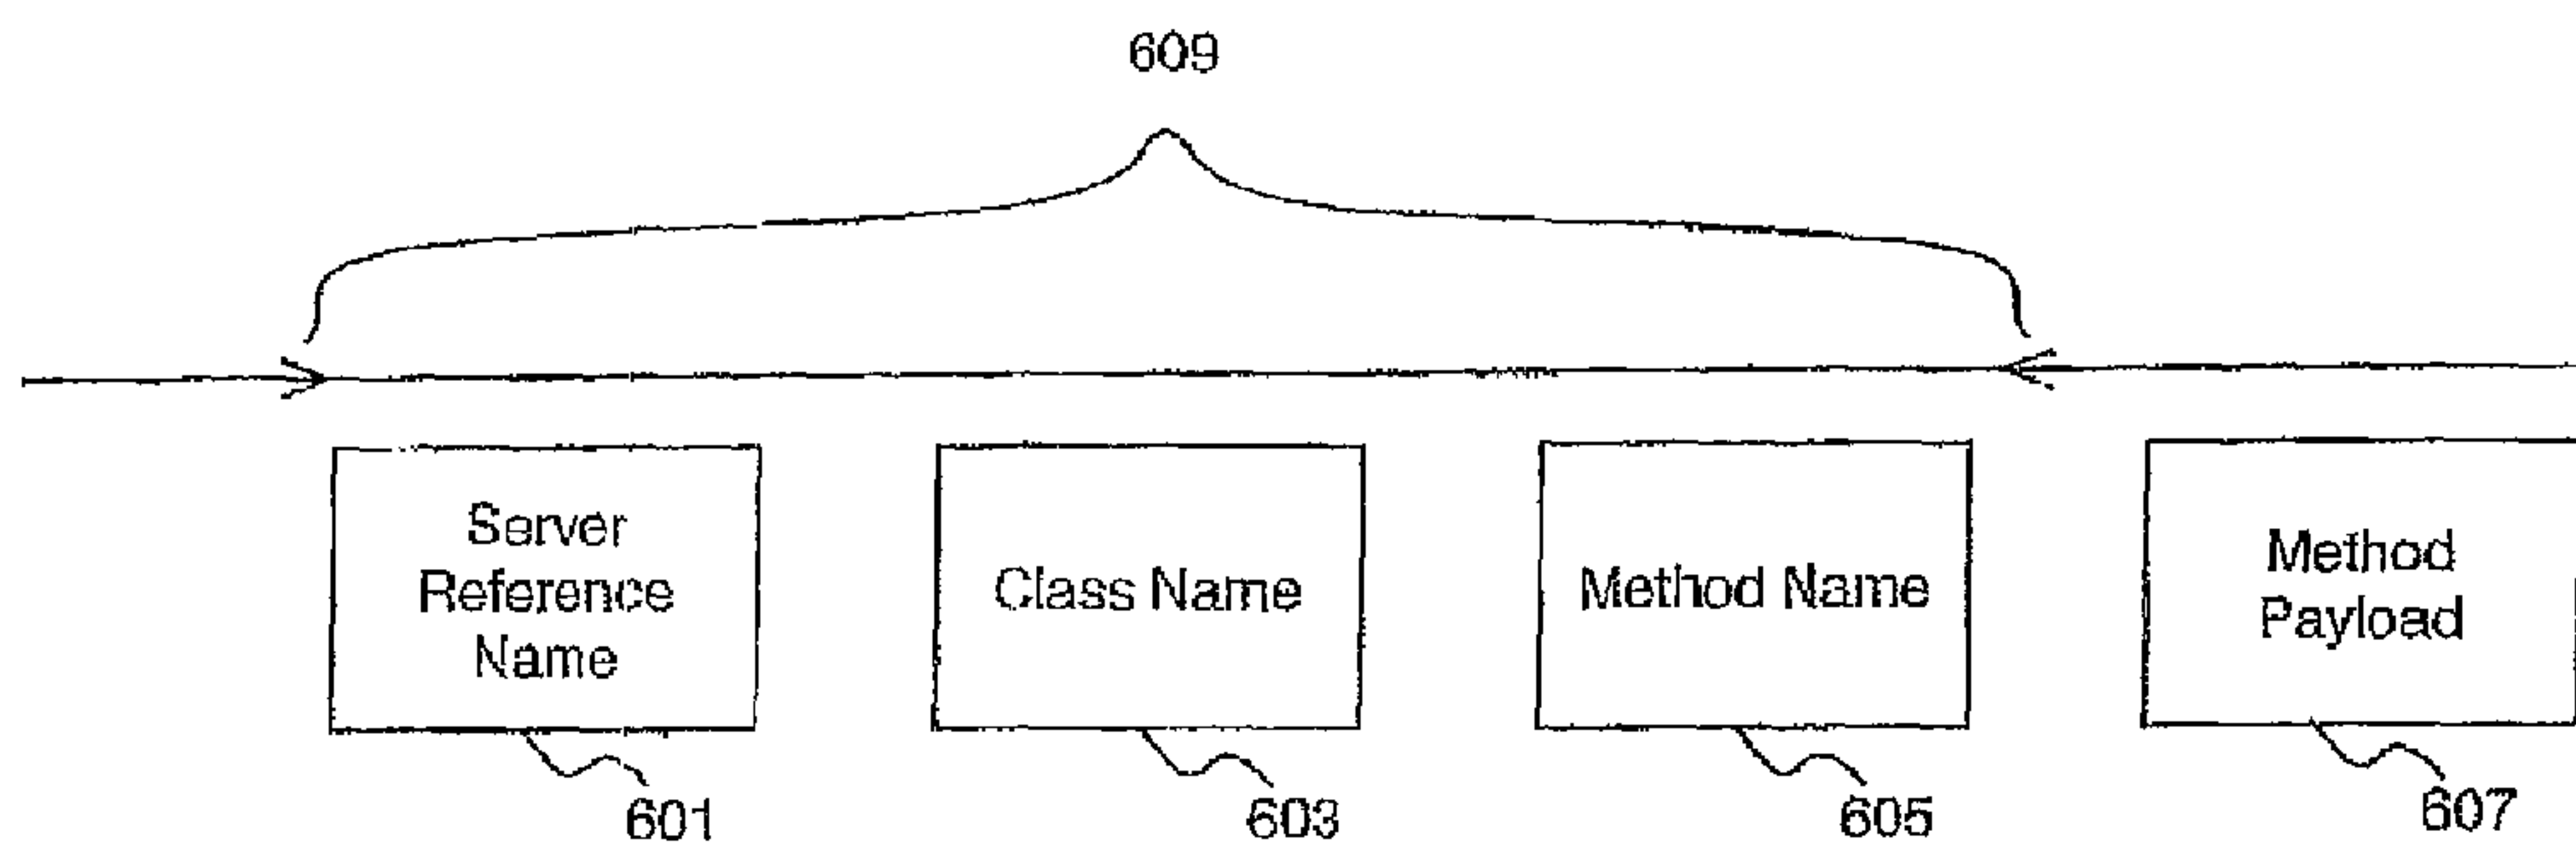 609
Server
Reference
Name
Class Name
Method Name
Method
Payload
601
603
605
607